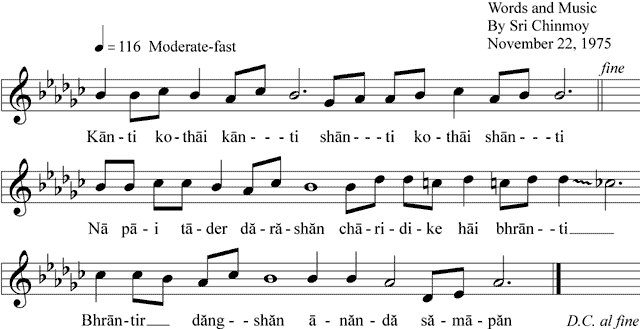 Words and Music
By Sri Chinmoy
November 22, 1975
♩ = 116 Moderate-fast
fine
Kān- ti ko-thāi kān- - - ti shān- - - ti ko-thāi shān- - - ti
Nā pā - i tā-der dă-ră-shăn chā-ri-di-ke hāi bhrān- ti
Bhrān-tir dăng-shăn ā-năn-dă să-mā-păn
D.C. al fine